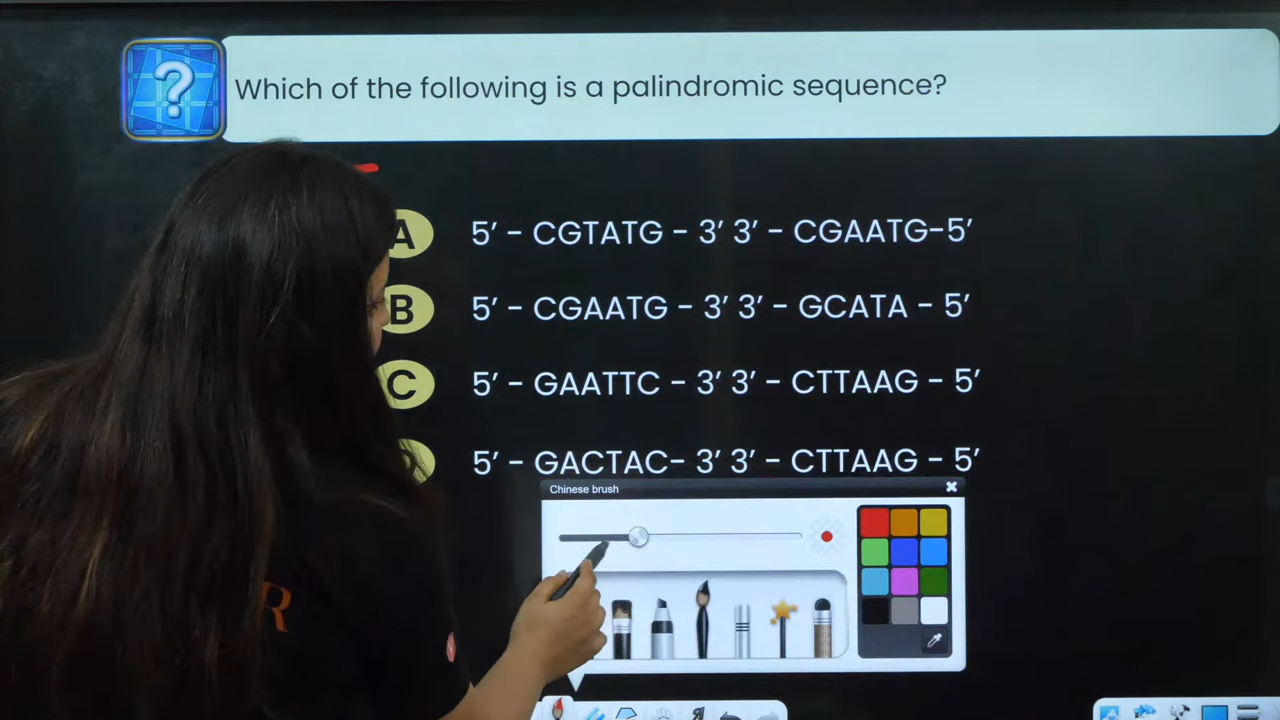 ?
Which of the following is a palindromic sequence?
A 5' - CGTATG - 3' 3' - CGAATG-5'
B 5' - CGAATG - 3' 3' - GCATA - 5'
C 5' - GAATTC - 3' 3' - CTTAAG - 5'
D 5' - GACTAC- 3' 3' - CTTAAG - 5'
Chinese brush
R